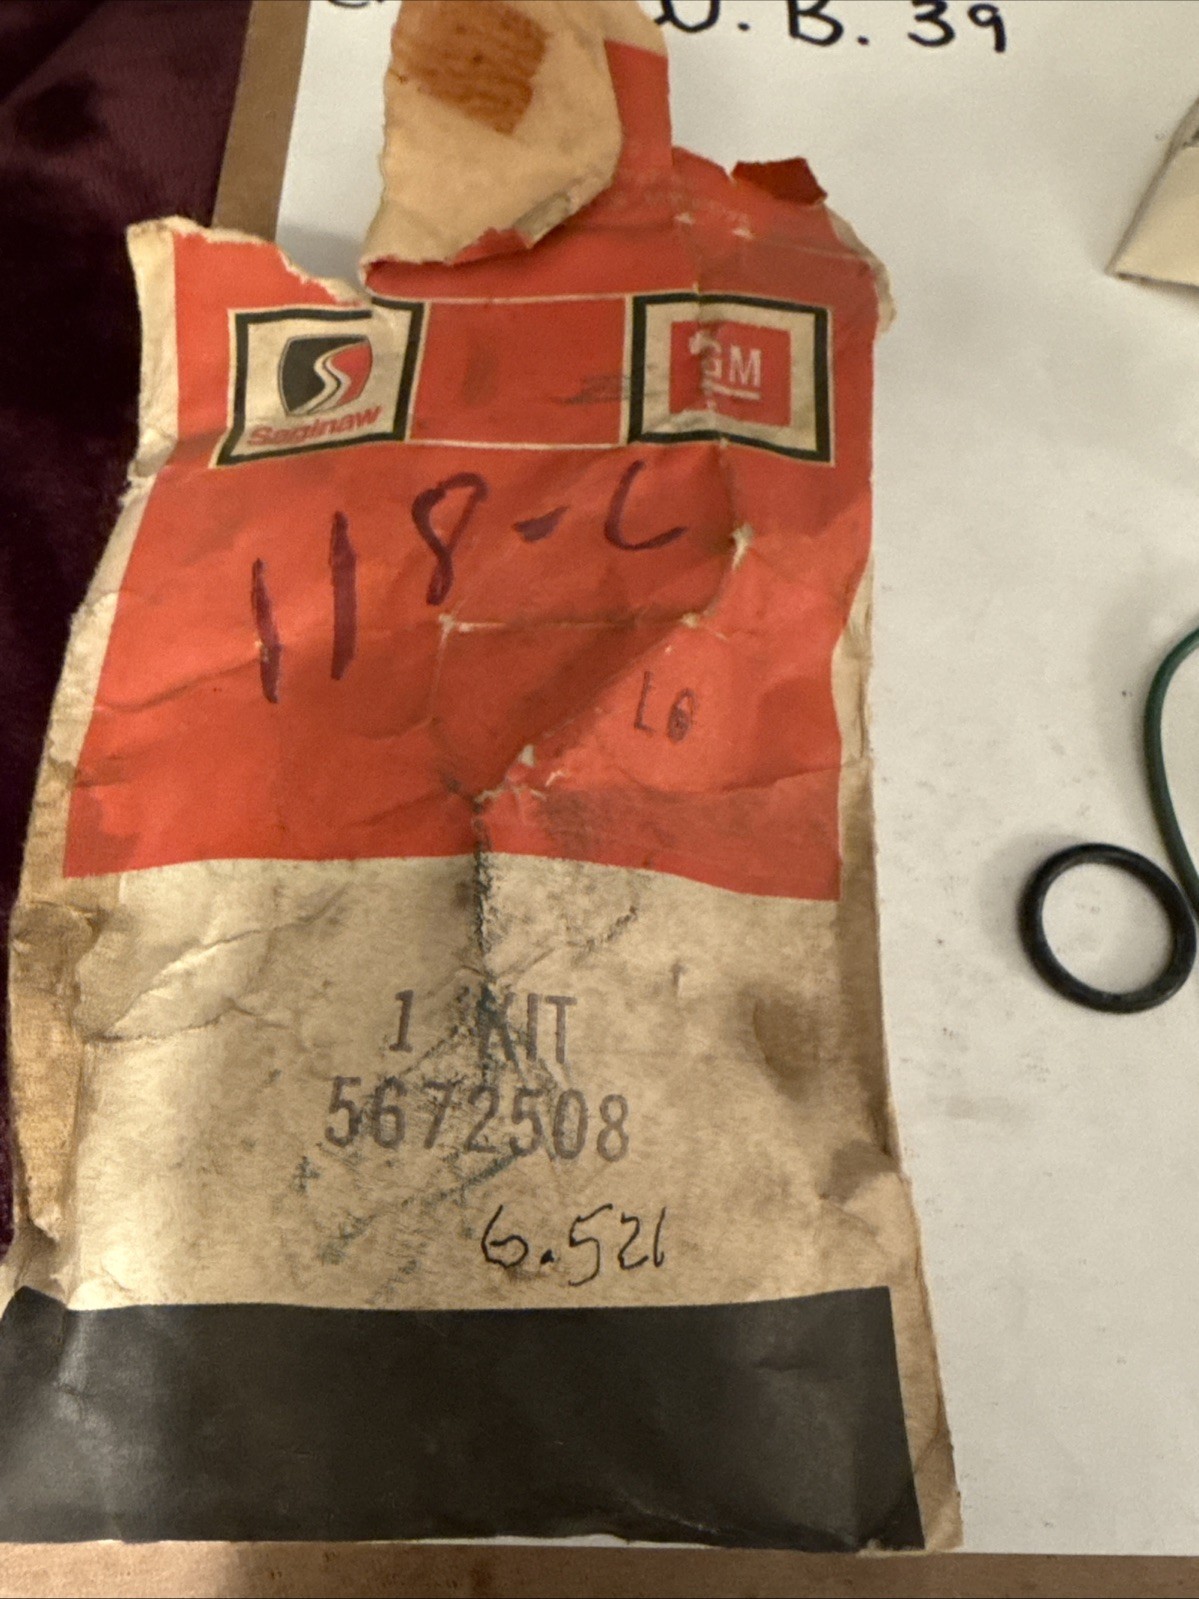 W. B. 39
Saginaw
GM
118-C
L6
1 KIT
5672508
6.521